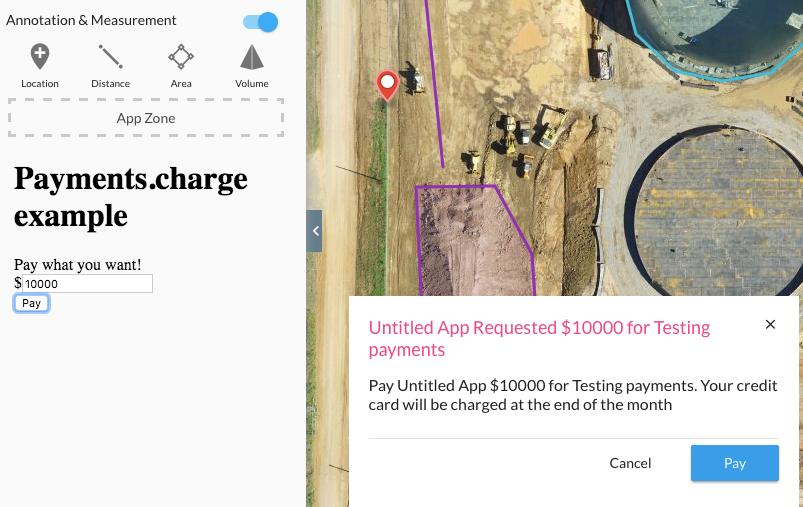 Annotation & Measurement
Location
Distance
Area
Volume
App Zone
Payments.charge
example
Pay what you want!
$10000
Pay
Untitled App Requested $10000 for Testing
payments
Pay Untitled App $10000 for Testing payments. Your credit
card will be charged at the end of the month
Cancel
Pay